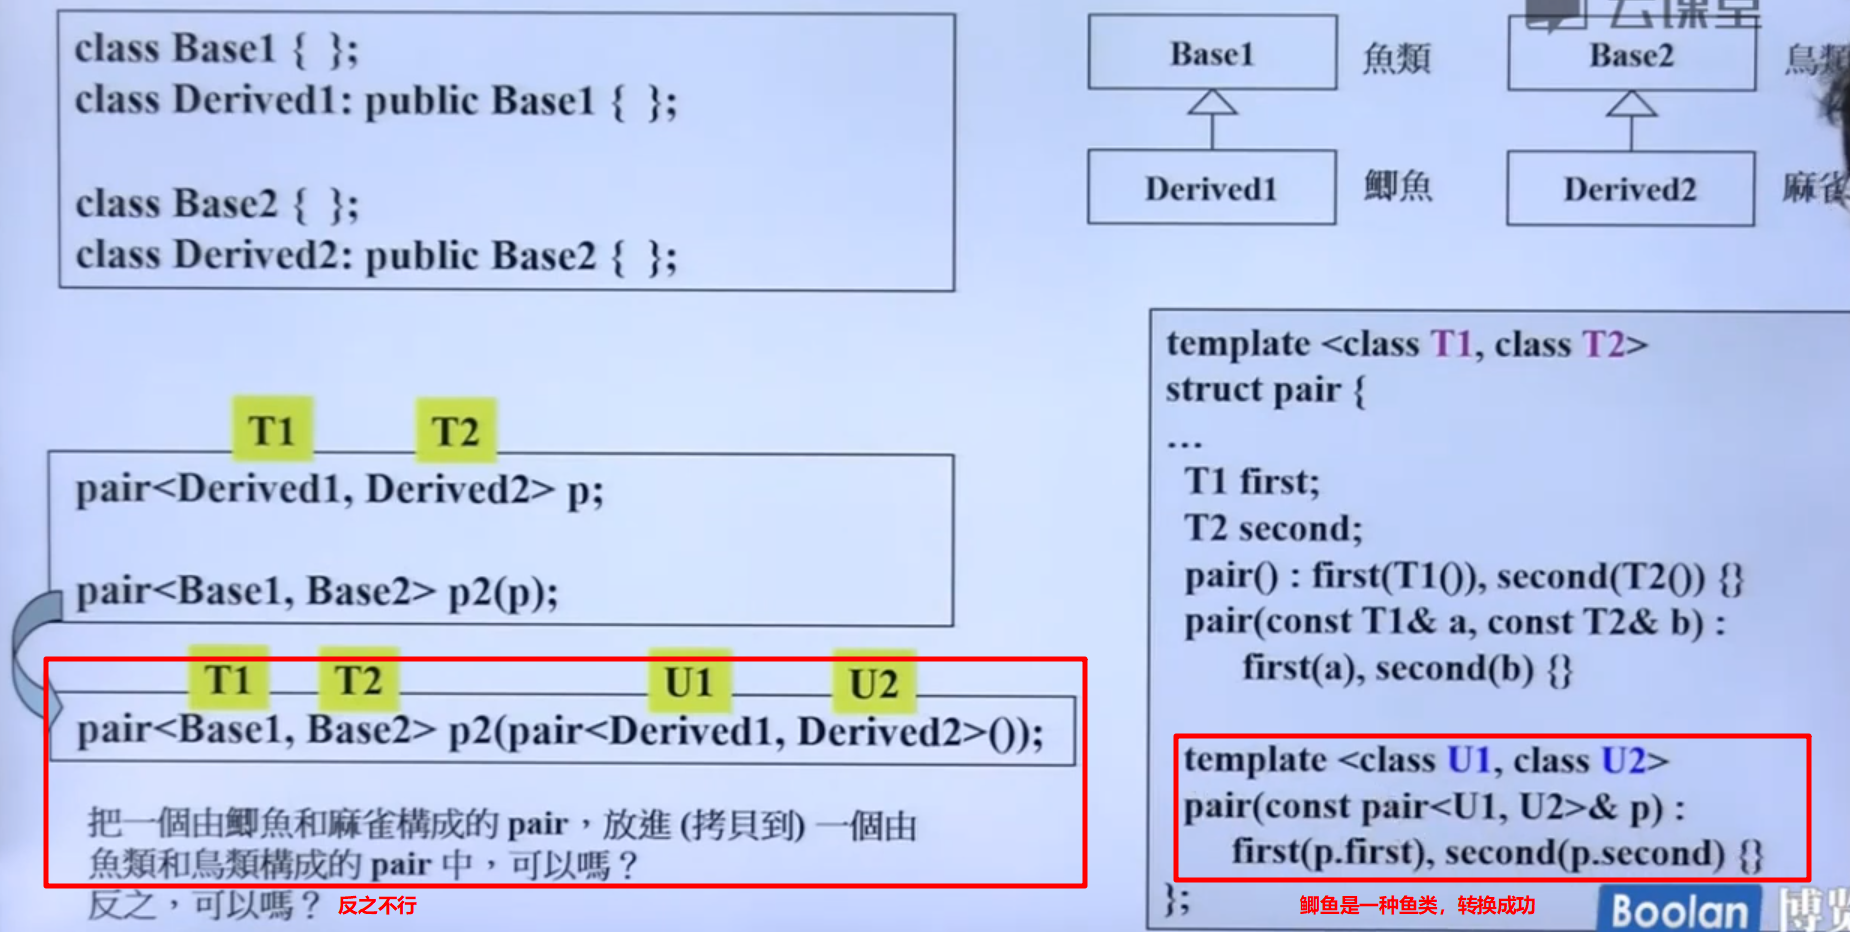 class Base1 { };
class Derived1: public Base1 { };
class Base2 { };
class Derived2: public Base2 { };
云课堂
Base1
魚類
Base2
鳥類
Derived1
鯽魚
Derived2
麻雀
T1
T2
pair<Derived1, Derived2> p;
pair<Base1, Base2> p2(p);
T1
T2
U1
U2
pair<Base1, Base2> p2(pair<Derived1, Derived2>());
把一個由鯽魚和麻雀構成的 pair，放進 (拷貝到) 一個由
魚類和鳥類構成的 pair 中，可以嗎？
反之，可以嗎？
反之不行
template <class T1, class T2>
struct pair {
...
T1 first;
T2 second;
pair() : first(T1()), second(T2()) {}
pair(const T1& a, const T2& b) :
first(a), second(b) {}
template <class U1, class U2>
pair(const pair<U1, U2>& p) :
first(p.first), second(p.second) {}
};
鲫鱼是一种鱼类，转换成功
Boolan
博览